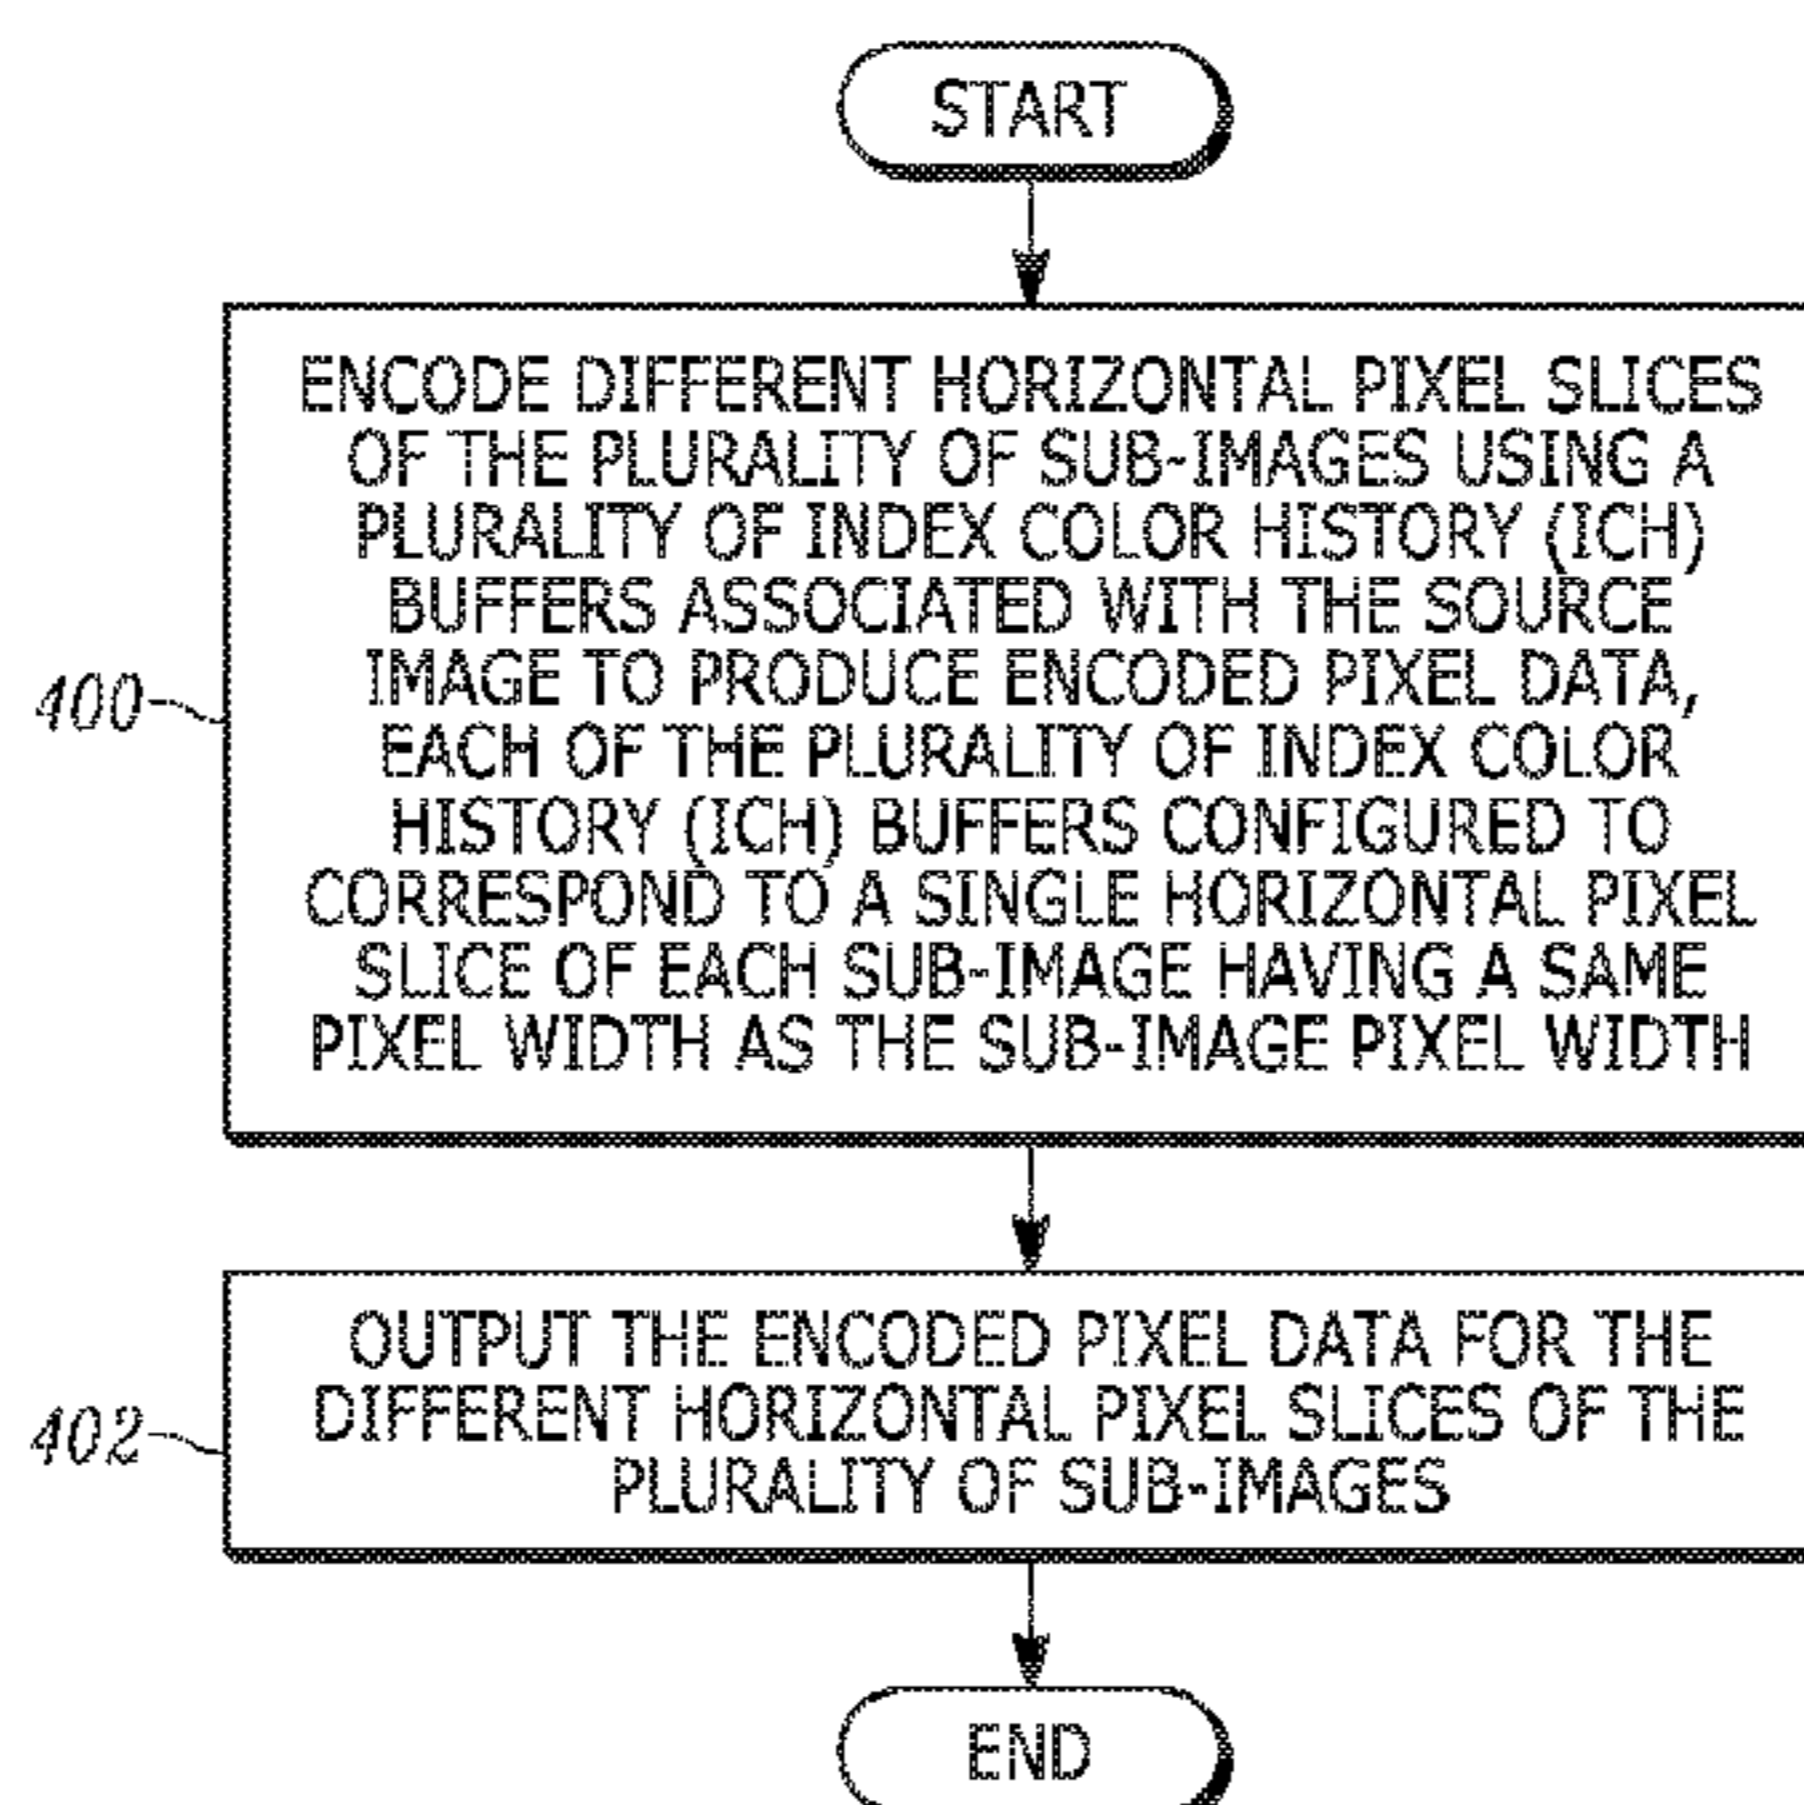 START
ENCODE DIFFERENT HORIZONTAL PIXEL SLICES
OF THE PLURALITY OF SUB-IMAGES USING A
PLURALITY OF INDEX COLOR HISTORY (ICH)
BUFFERS ASSOCIATED WITH THE SOURCE
IMAGE TO PRODUCE ENCODED PIXEL DATA,
EACH OF THE PLURALITY OF INDEX COLOR
HISTORY (ICH) BUFFERS CONFIGURED TO
CORRESPOND TO A SINGLE HORIZONTAL PIXEL
SLICE OF EACH SUB-IMAGE HAVING A SAME
PIXEL WIDTH AS THE SUB-IMAGE PIXEL WIDTH
400
OUTPUT THE ENCODED PIXEL DATA FOR THE
DIFFERENT HORIZONTAL PIXEL SLICES OF THE
PLURALITY OF SUB-IMAGES
402
END